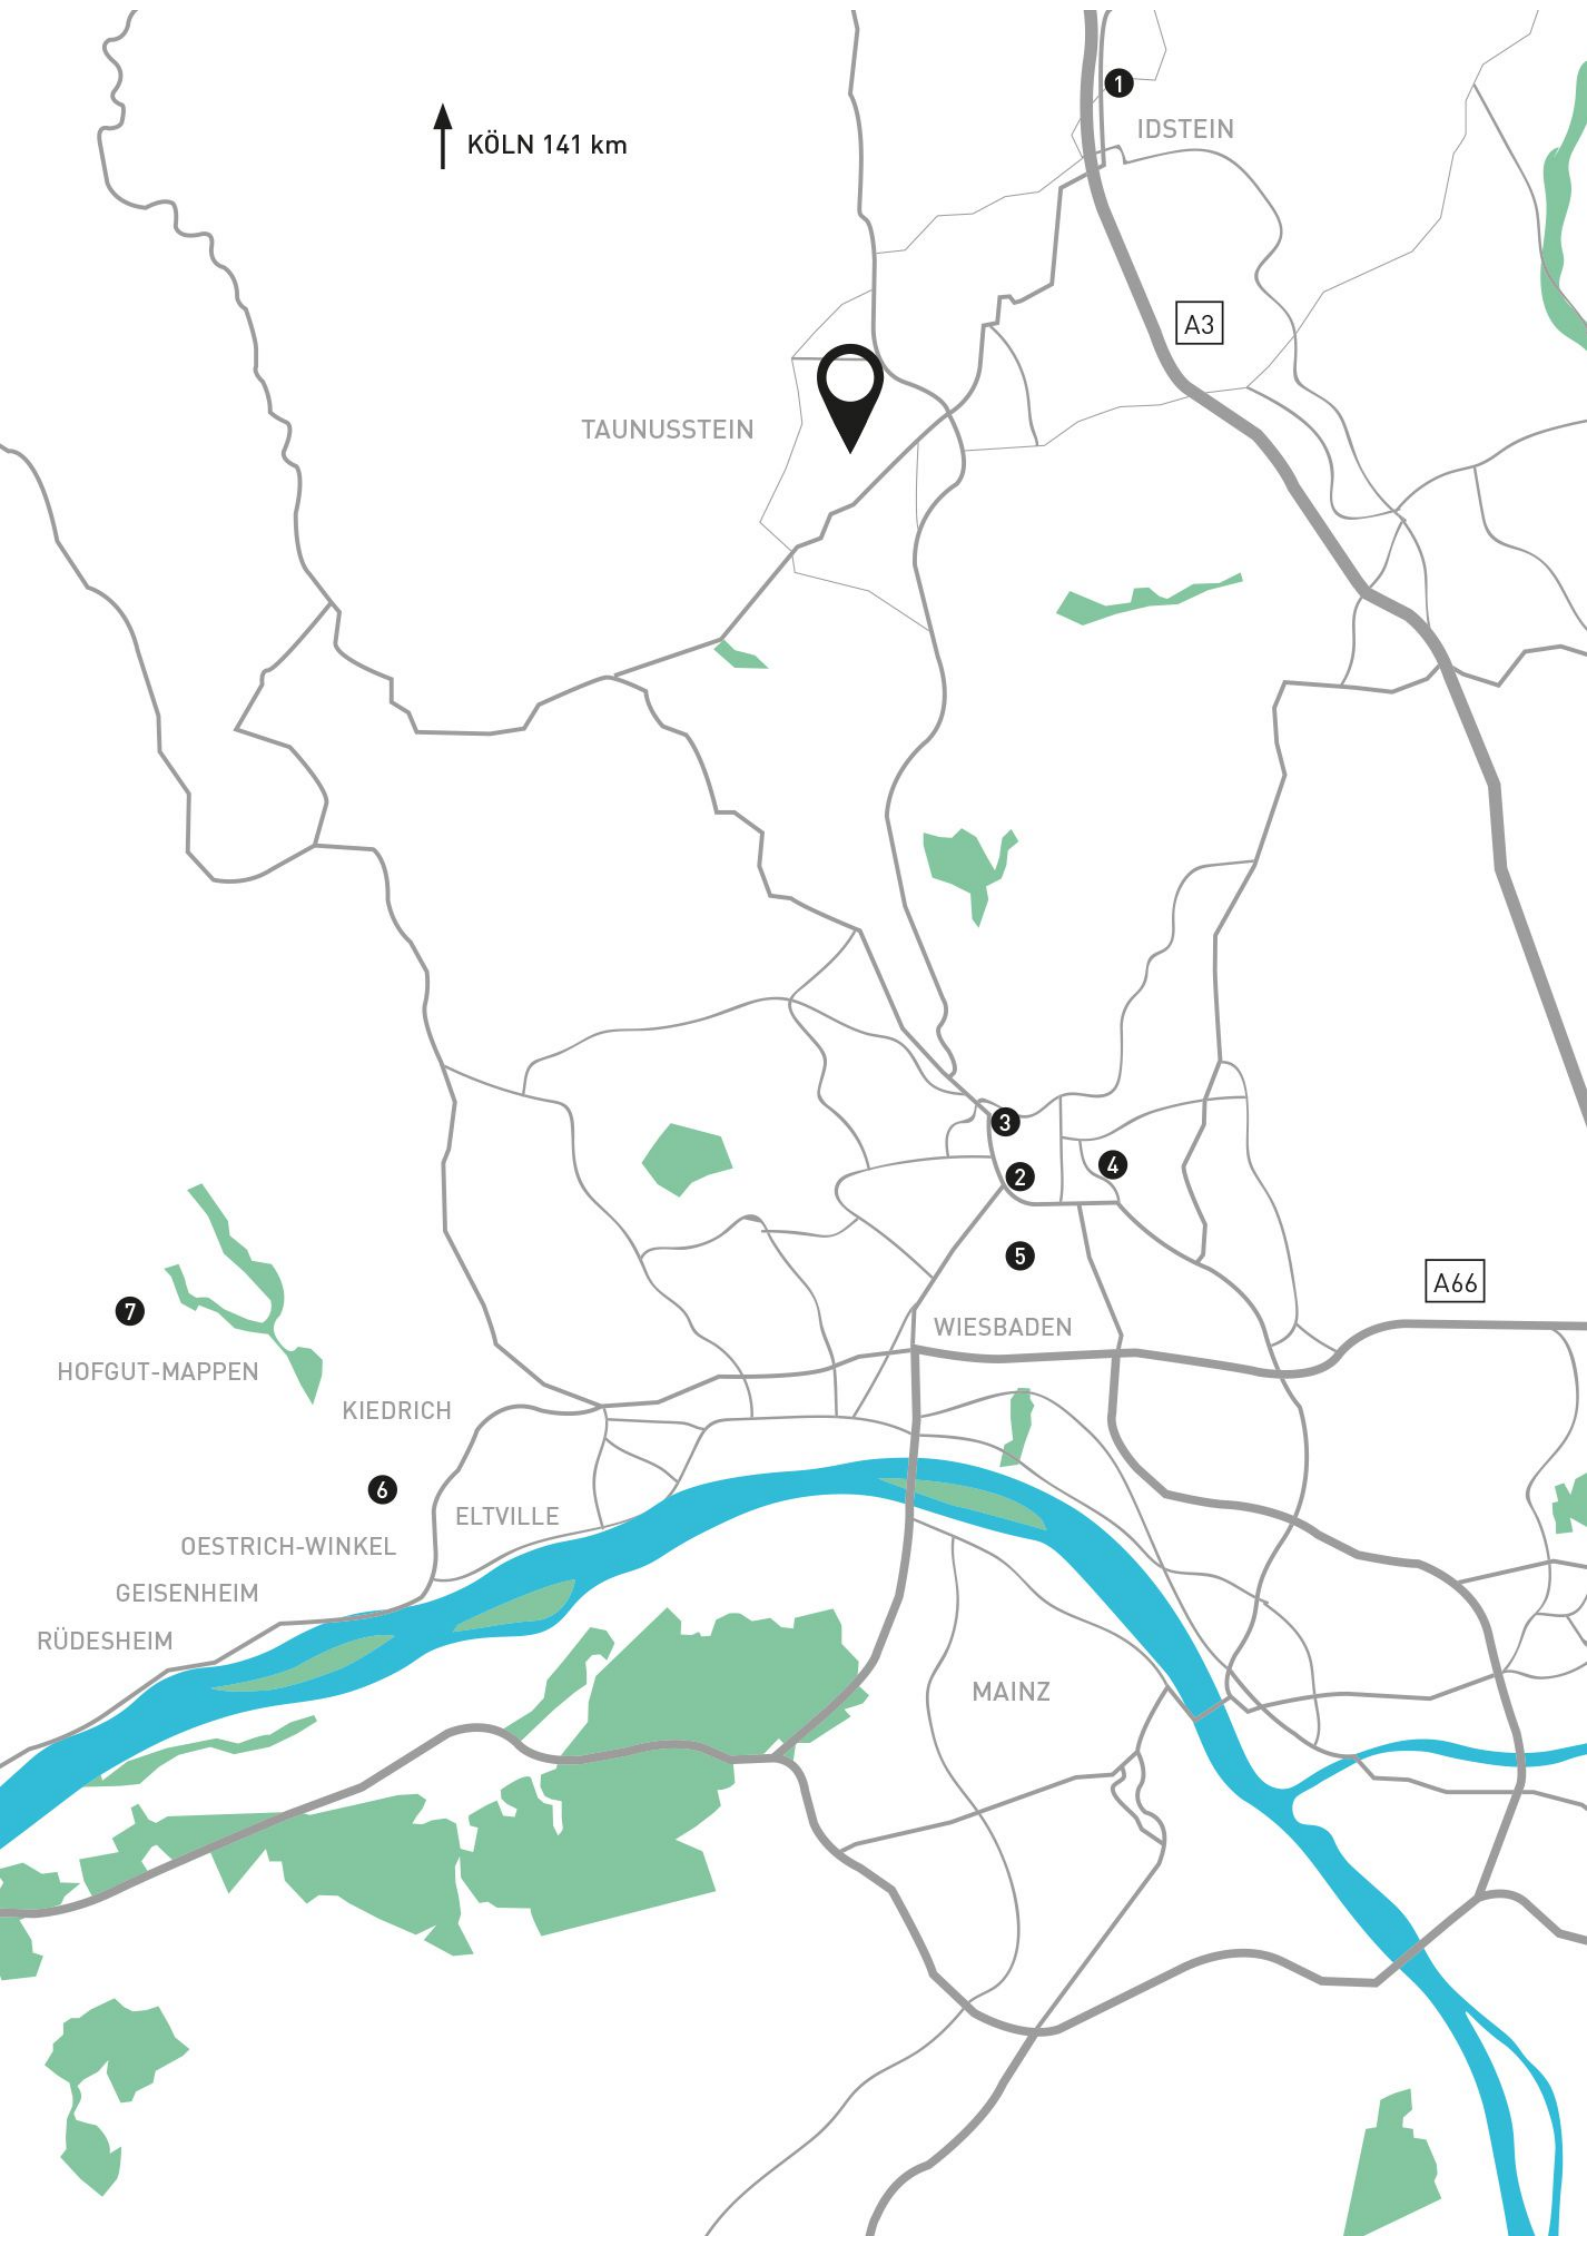 1
IDSTEIN
KÖLN 141 km
A3
TAUNUSSTEIN
3
2
4
5
A66
7
WIESBADEN
HOFGUT-MAPPEN
KIEDRICH
6
ELTVILLE
OESTRICH-WINKEL
GEISENHEIM
RÜDESHEIM
MAINZ